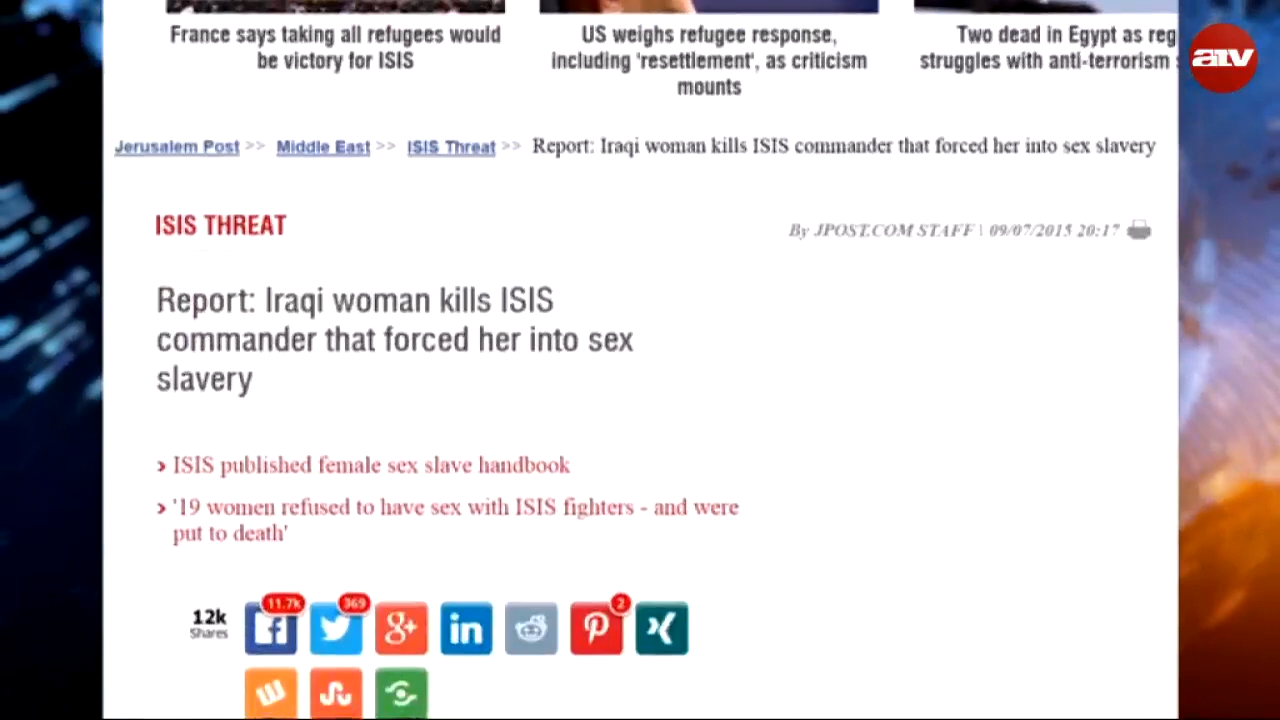 France says taking all refugees would
be victory for ISIS
US weighs refugee response,
including 'resettlement', as criticism
mounts
Two dead in Egypt as reg
struggles with anti-terrorism
atv
Jerusalem Post >> Middle East >> ISIS Threat >> Report: Iraqi woman kills ISIS commander that forced her into sex slavery
ISIS THREAT
By JPOST.COM STAFF \ 09/07/2015 20:17
Report: Iraqi woman kills ISIS
commander that forced her into sex
slavery
› ISIS published female sex slave handbook
› '19 women refused to have sex with ISIS fighters - and were
put to death'
12k
Shares
11.7k
369
2